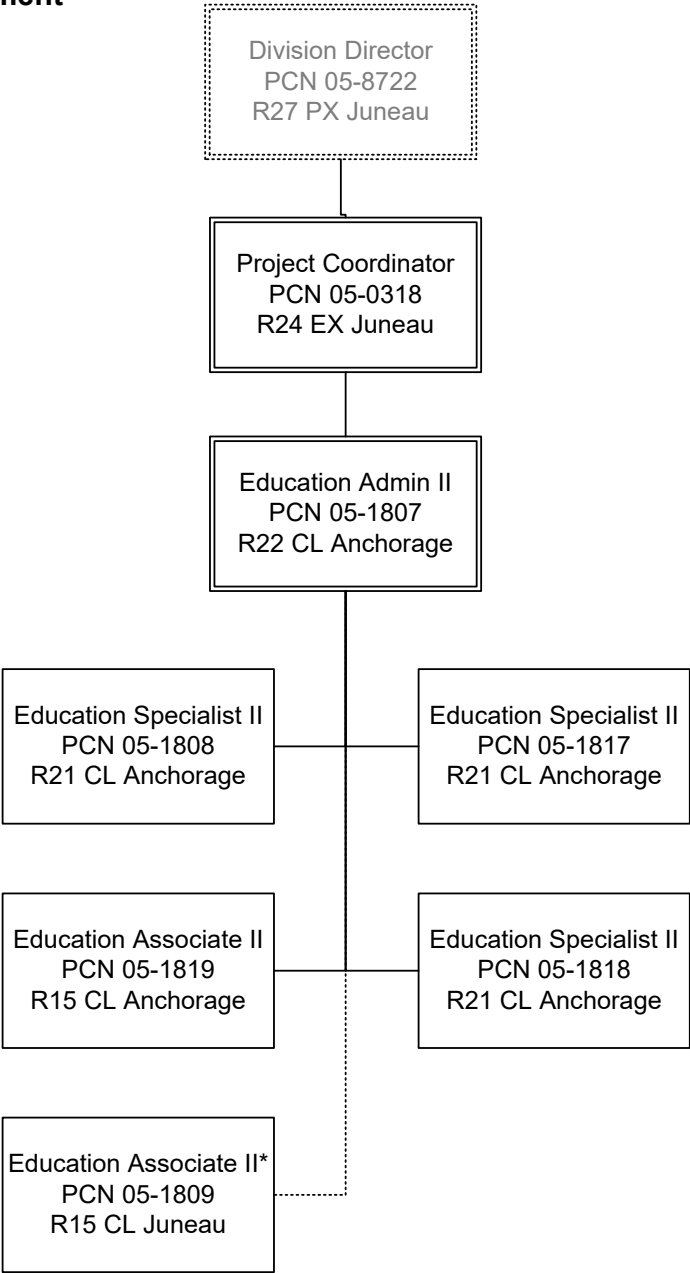 Division Director
PCN 05-8722
R27 PX Juneau
Project Coordinator
PCN 05-0318
R24 EX Juneau
Education Admin II
PCN 05-1807
R22 CL Anchorage
Education Specialist II
PCN 05-1808
R21 CL Anchorage
Education Specialist II
PCN 05-1817
R21 CL Anchorage
Education Associate II
PCN 05-1819
R15 CL Anchorage
Education Specialist II
PCN 05-1818
R21 CL Anchorage
Education Associate II*
PCN 05-1809
R15 CL Juneau